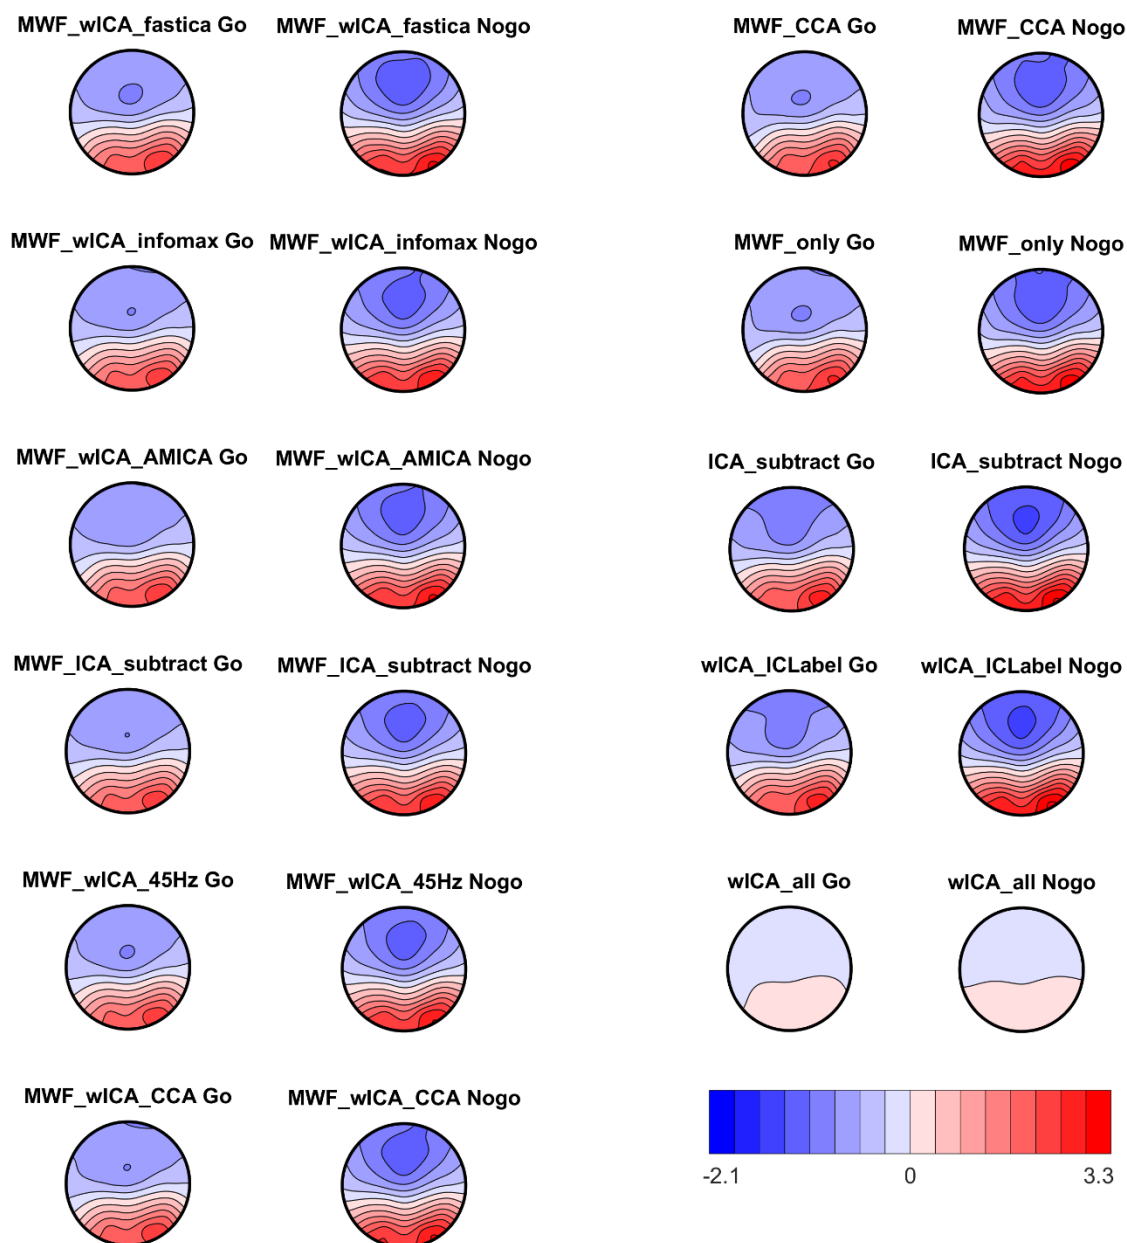 MWF_wICA_fastica Go MWF_wICA_fastica Nogo MWF_CCA Go MWF_CCA Nogo
MWF_wICA_infomax Go MWF_wICA_infomax Nogo MWF_only Go MWF_only Nogo
MWF_wICA_AMICA Go MWF_wICA_AMICA Nogo ICA_subtract Go ICA_subtract Nogo
MWF_ICA_subtract Go MWF_ICA_subtract Nogo wICA_ICLabel Go wICA_ICLabel Nogo
MWF_wICA_45Hz Go MWF_wICA_45Hz Nogo wICA_all Go wICA_all Nogo
MWF_wICA_CCA Go MWF_wICA_CCA Nogo
-2.1 0 3.3